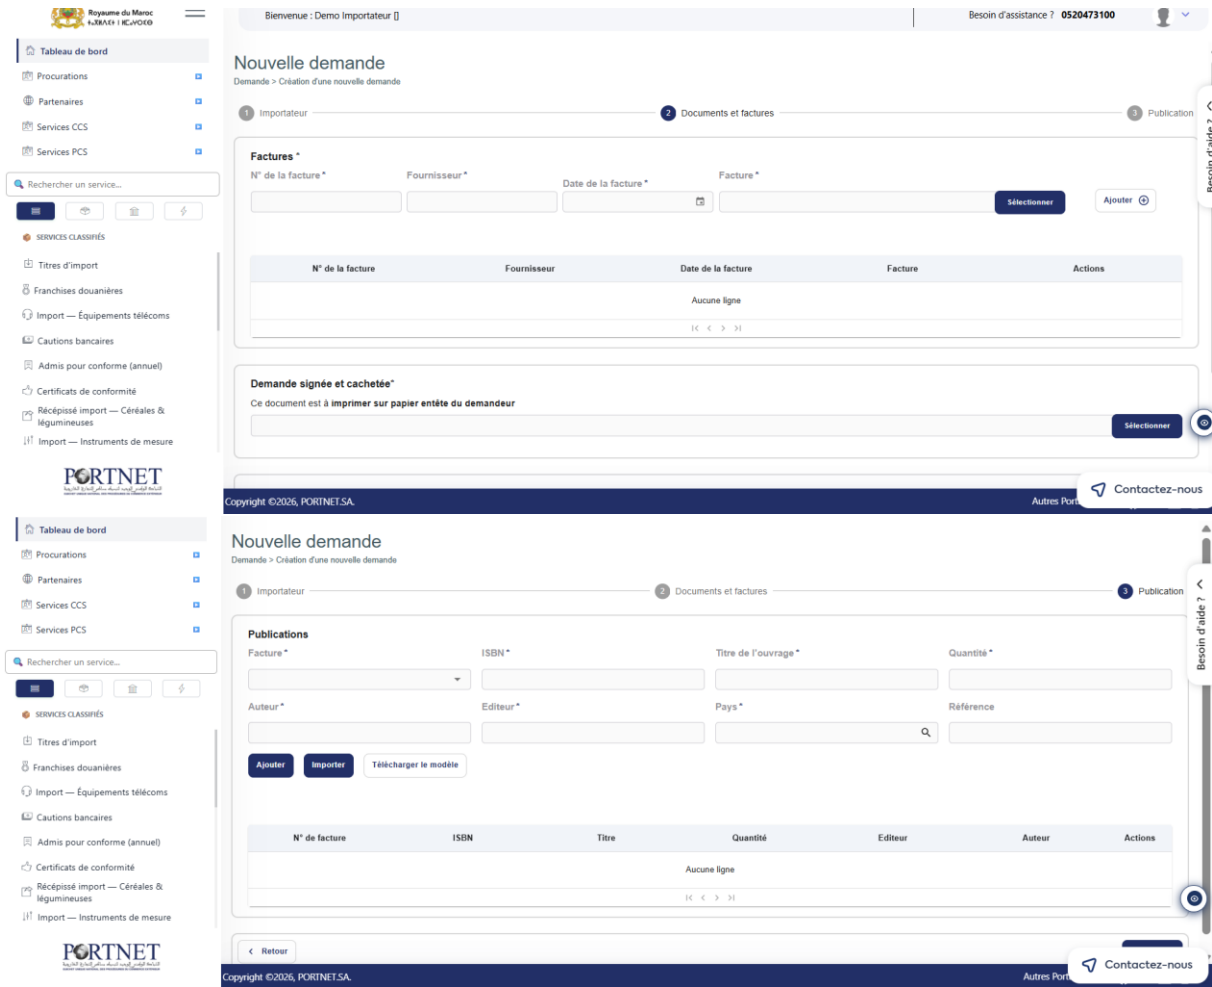 Royaume du Maroc
Bienvenue : Demo Importateur []
Besoin d'assistance ? 0520473100
Tableau de bord
Procurations
Partenaires
Services CCS
Services PCS
Rechercher un service...
SERVICES CLASSIFIÉS
Titres d'import
Franchises douanières
Import — Équipements télécoms
Cautions bancaires
Admis pour conforme (annuel)
Certificats de conformité
Récépissé import — Céréales &
légumineuses
Import — Instruments de mesure
PORTNET
Nouvelle demande
Demande > Création d'une nouvelle demande
1 Importateur
2 Documents et factures
3 Publication
Besoin d'aide ?
Factures *
N° de la facture *
Fournisseur *
Date de la facture *
Facture *
Sélectionner
Ajouter
N° de la facture
Fournisseur
Date de la facture
Facture
Actions
Aucune ligne
Demande signée et cachetée*
Ce document est à imprimer sur papier entête du demandeur
Sélectionner
Contactez-nous
Copyright ©2026, PORTNET.SA.
Autres Port
Tableau de bord
Procurations
Partenaires
Services CCS
Services PCS
Rechercher un service...
SERVICES CLASSIFIÉS
Titres d'import
Franchises douanières
Import — Équipements télécoms
Cautions bancaires
Admis pour conforme (annuel)
Certificats de conformité
Récépissé import — Céréales &
légumineuses
Import — Instruments de mesure
PORTNET
Nouvelle demande
Demande > Création d'une nouvelle demande
1 Importateur
2 Documents et factures
3 Publication
Besoin d'aide ?
Publications
Facture *
ISBN *
Titre de l'ouvrage *
Quantité *
Auteur *
Editeur *
Pays *
Référence
Ajouter
Importer
Télécharger le modèle
N° de facture
ISBN
Titre
Quantité
Editeur
Auteur
Actions
Aucune ligne
Retour
Contactez-nous
Copyright ©2026, PORTNET.SA.
Autres Port